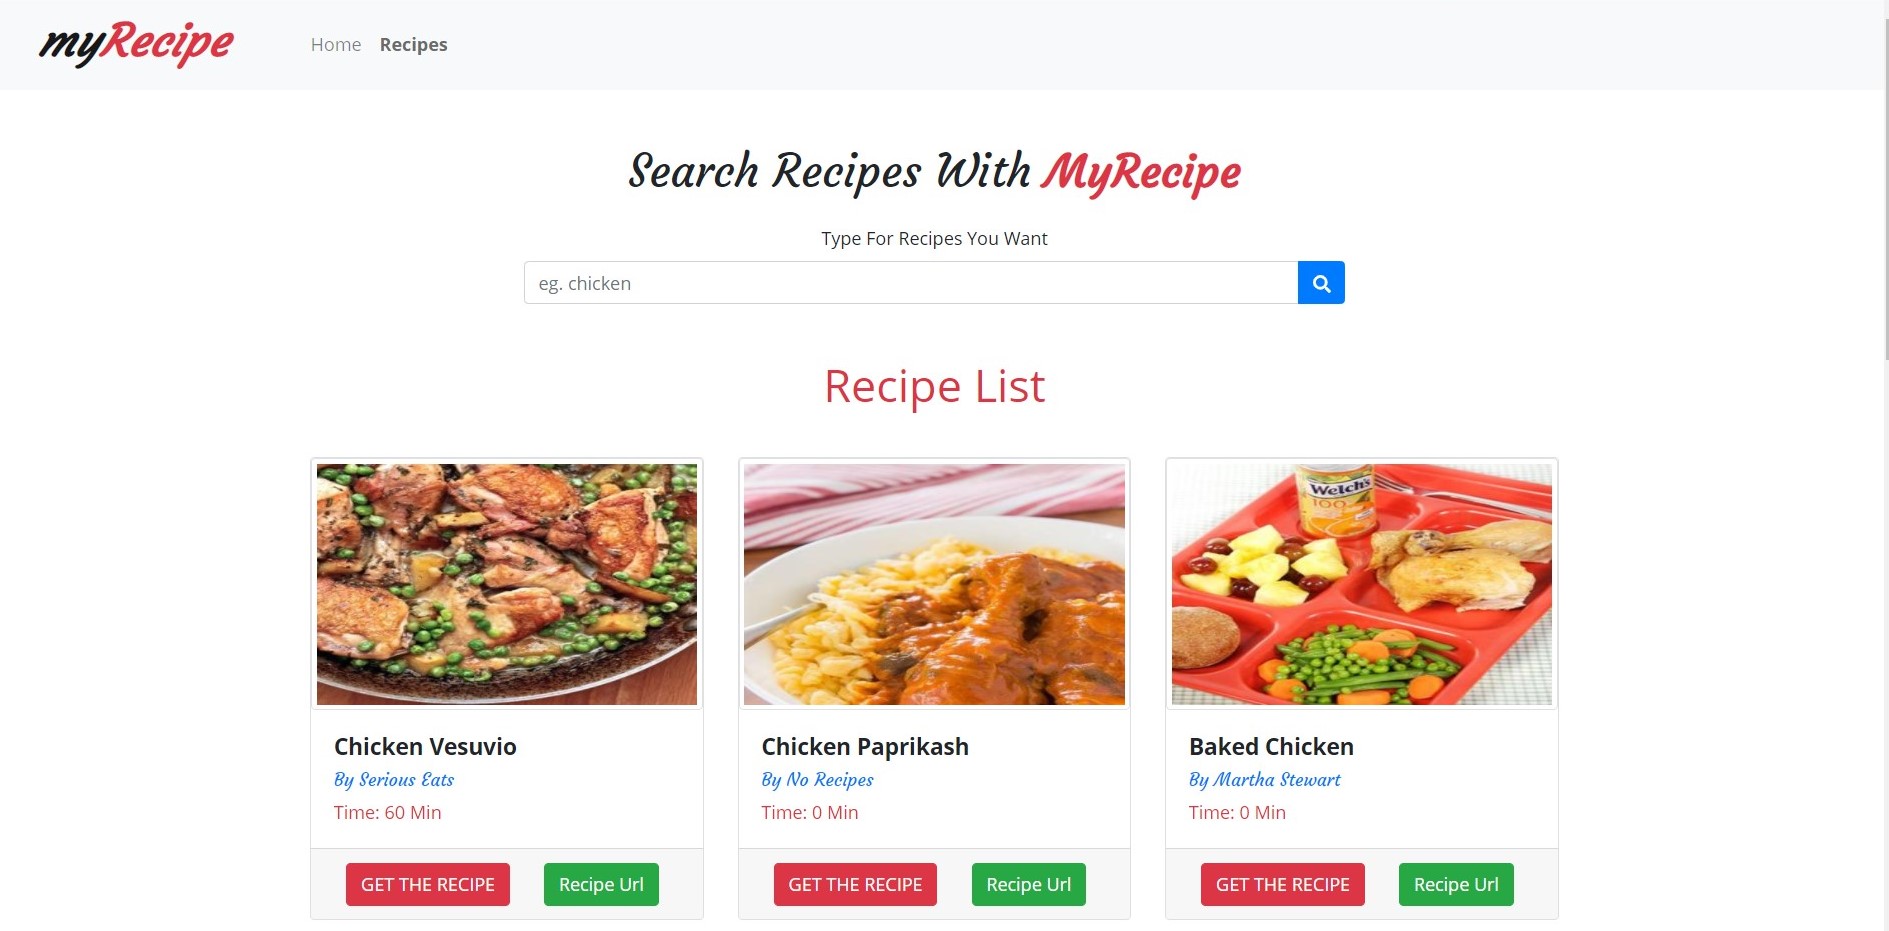 myRecipe Home Recipes
Search Recipes With MyRecipe
Type For Recipes You Want
eg. chicken
Recipe List
Welch's
100
Chicken Vesuvio
By Serious Eats
Time: 60 Min
GET THE RECIPE Recipe Url
Chicken Paprikash
By No Recipes
Time: 0 Min
GET THE RECIPE Recipe Url
Baked Chicken
By Martha Stewart
Time: 0 Min
GET THE RECIPE Recipe Url